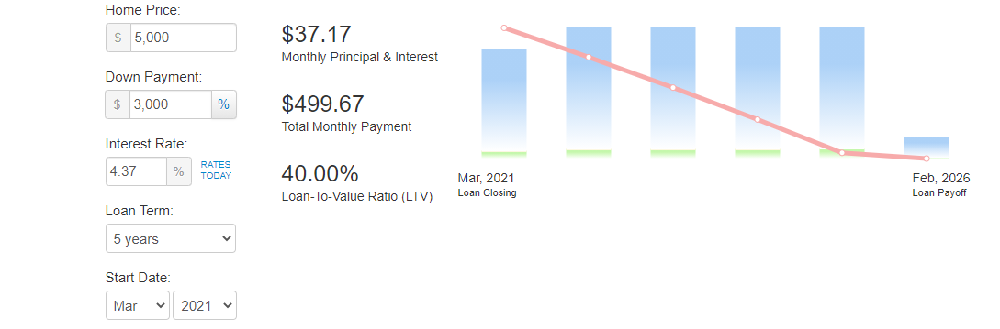 Home Price:
$ 5,000
Down Payment:
$ 3,000 %
Interest Rate:
4.37 % RATES
TODAY
Loan Term:
5 years
Start Date:
Mar 2021
$37.17
Monthly Principal & Interest
$499.67
Total Monthly Payment
40.00%
Loan-To-Value Ratio (LTV)
Mar, 2021
Loan Closing
Feb, 2026
Loan Payoff